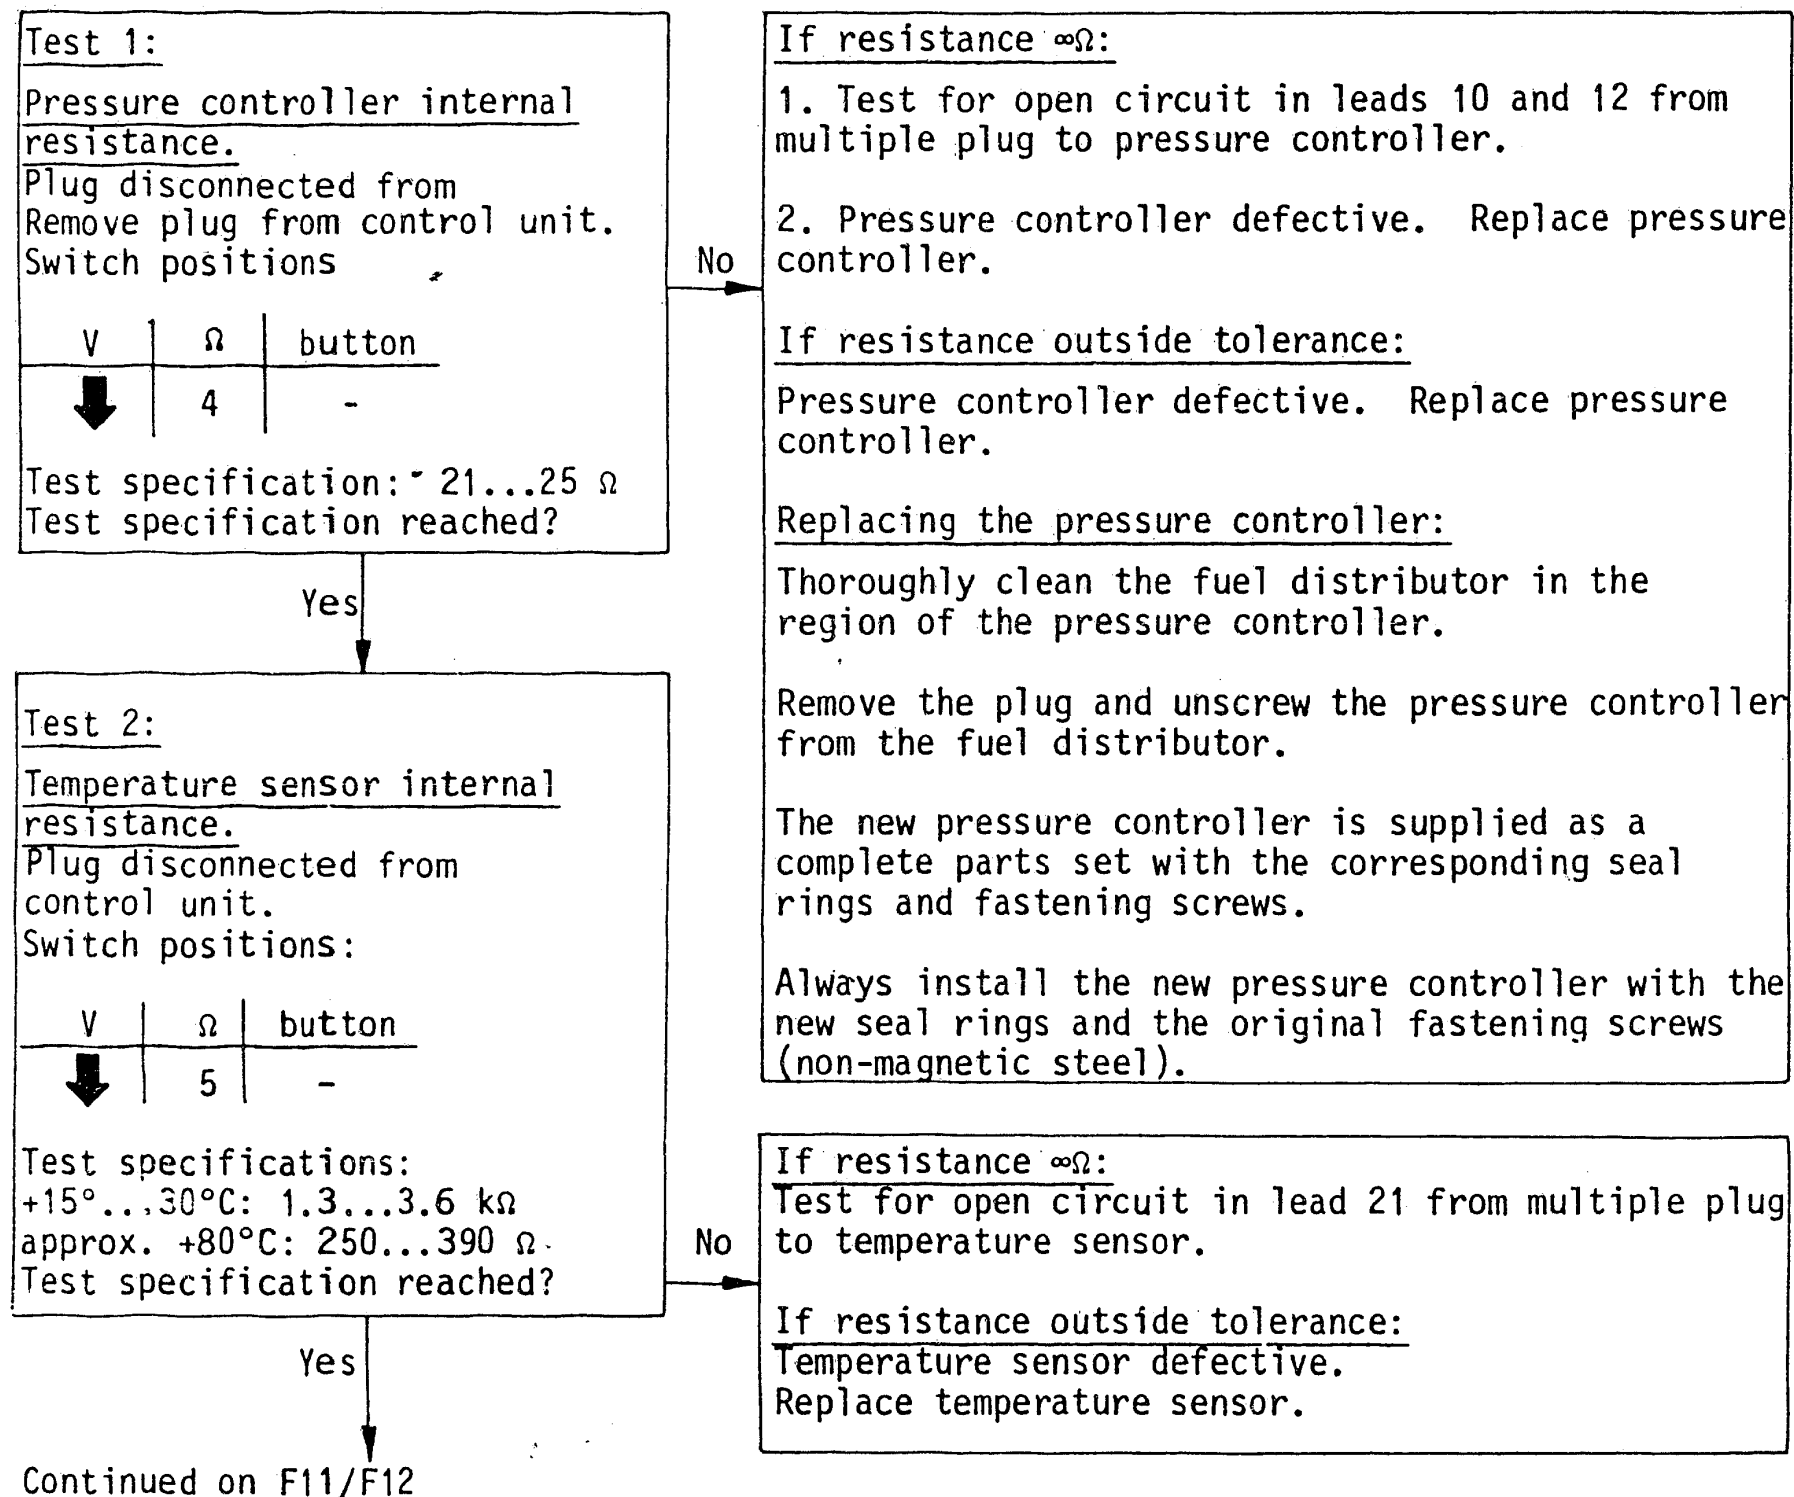 Test 1:
Pressure controller internal
resistance.
Plug disconnected from
Remove plug from control unit.
Switch positions
V Ω button
4 -
Test specification: 21...25 Ω
Test specification reached?
No
If resistance ∞Ω:
1. Test for open circuit in leads 10 and 12 from
multiple plug to pressure controller.
2. Pressure controller defective. Replace pressure
controller.
If resistance outside tolerance:
Pressure controller defective. Replace pressure
controller.
Replacing the pressure controller:
Thoroughly clean the fuel distributor in the
region of the pressure controller.
Remove the plug and unscrew the pressure controller
from the fuel distributor.
The new pressure controller is supplied as a
complete parts set with the corresponding seal
rings and fastening screws.
Always install the new pressure controller with the
new seal rings and the original fastening screws
(non-magnetic steel).
Yes
Test 2:
Temperature sensor internal
resistance.
Plug disconnected from
control unit.
Switch positions:
V Ω button
5 -
Test specifications:
+15°...30°C: 1.3...3.6 kΩ
approx. +80°C: 250...390 Ω
Test specification reached?
No
If resistance ∞Ω:
Test for open circuit in lead 21 from multiple plug
to temperature sensor.
If resistance outside tolerance:
Temperature sensor defective.
Replace temperature sensor.
Yes
Continued on F11/F12